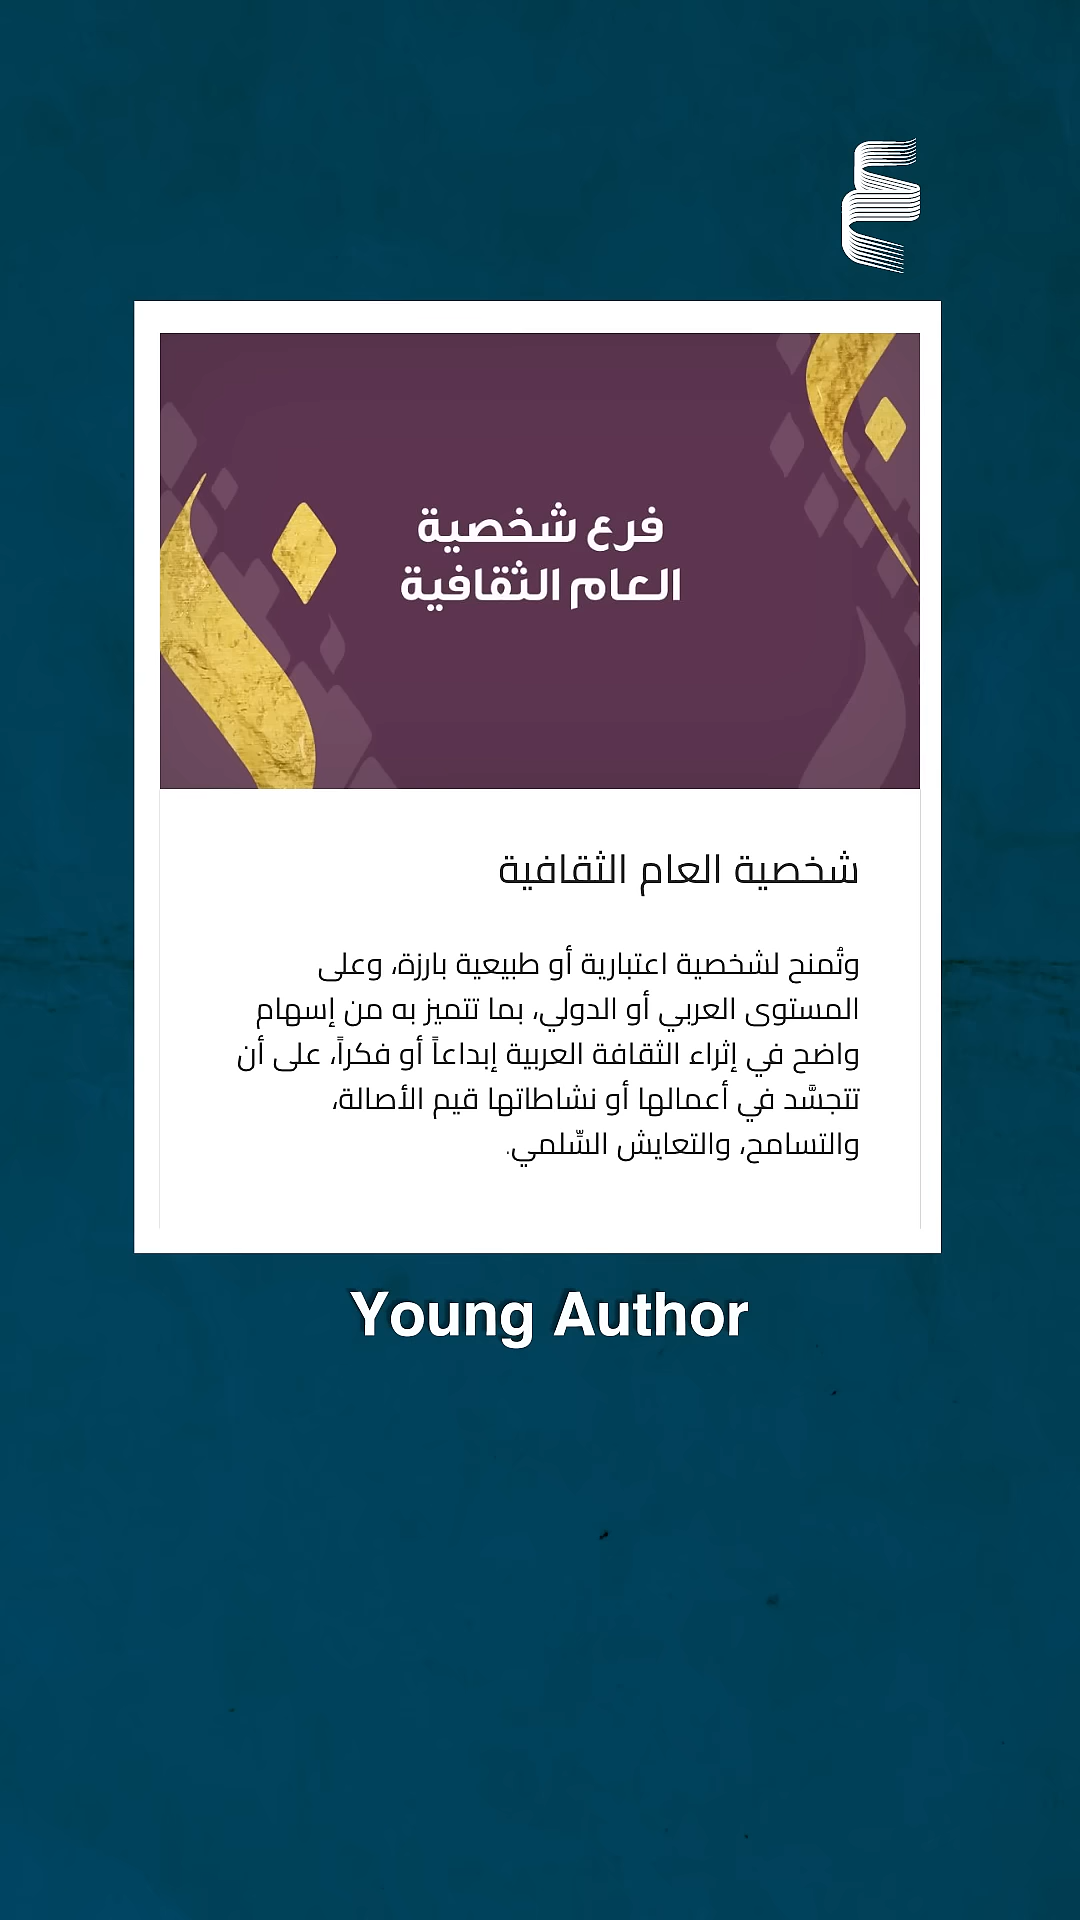 فرع شخصية
العام الثقافية
شخصية العام الثقافية
وتُمنح لشخصية اعتبارية أو طبيعية بارزة، وعلى
المستوى العربي أو الدولي، بما تتميز به من إسهام
واضح في إثراء الثقافة العربية إبداعاً أو فكراً، على أن
تتجسَّد في أعمالها أو نشاطاتها قيم الأصالة،
والتسامح، والتعايش السِّلمي.
Young Author